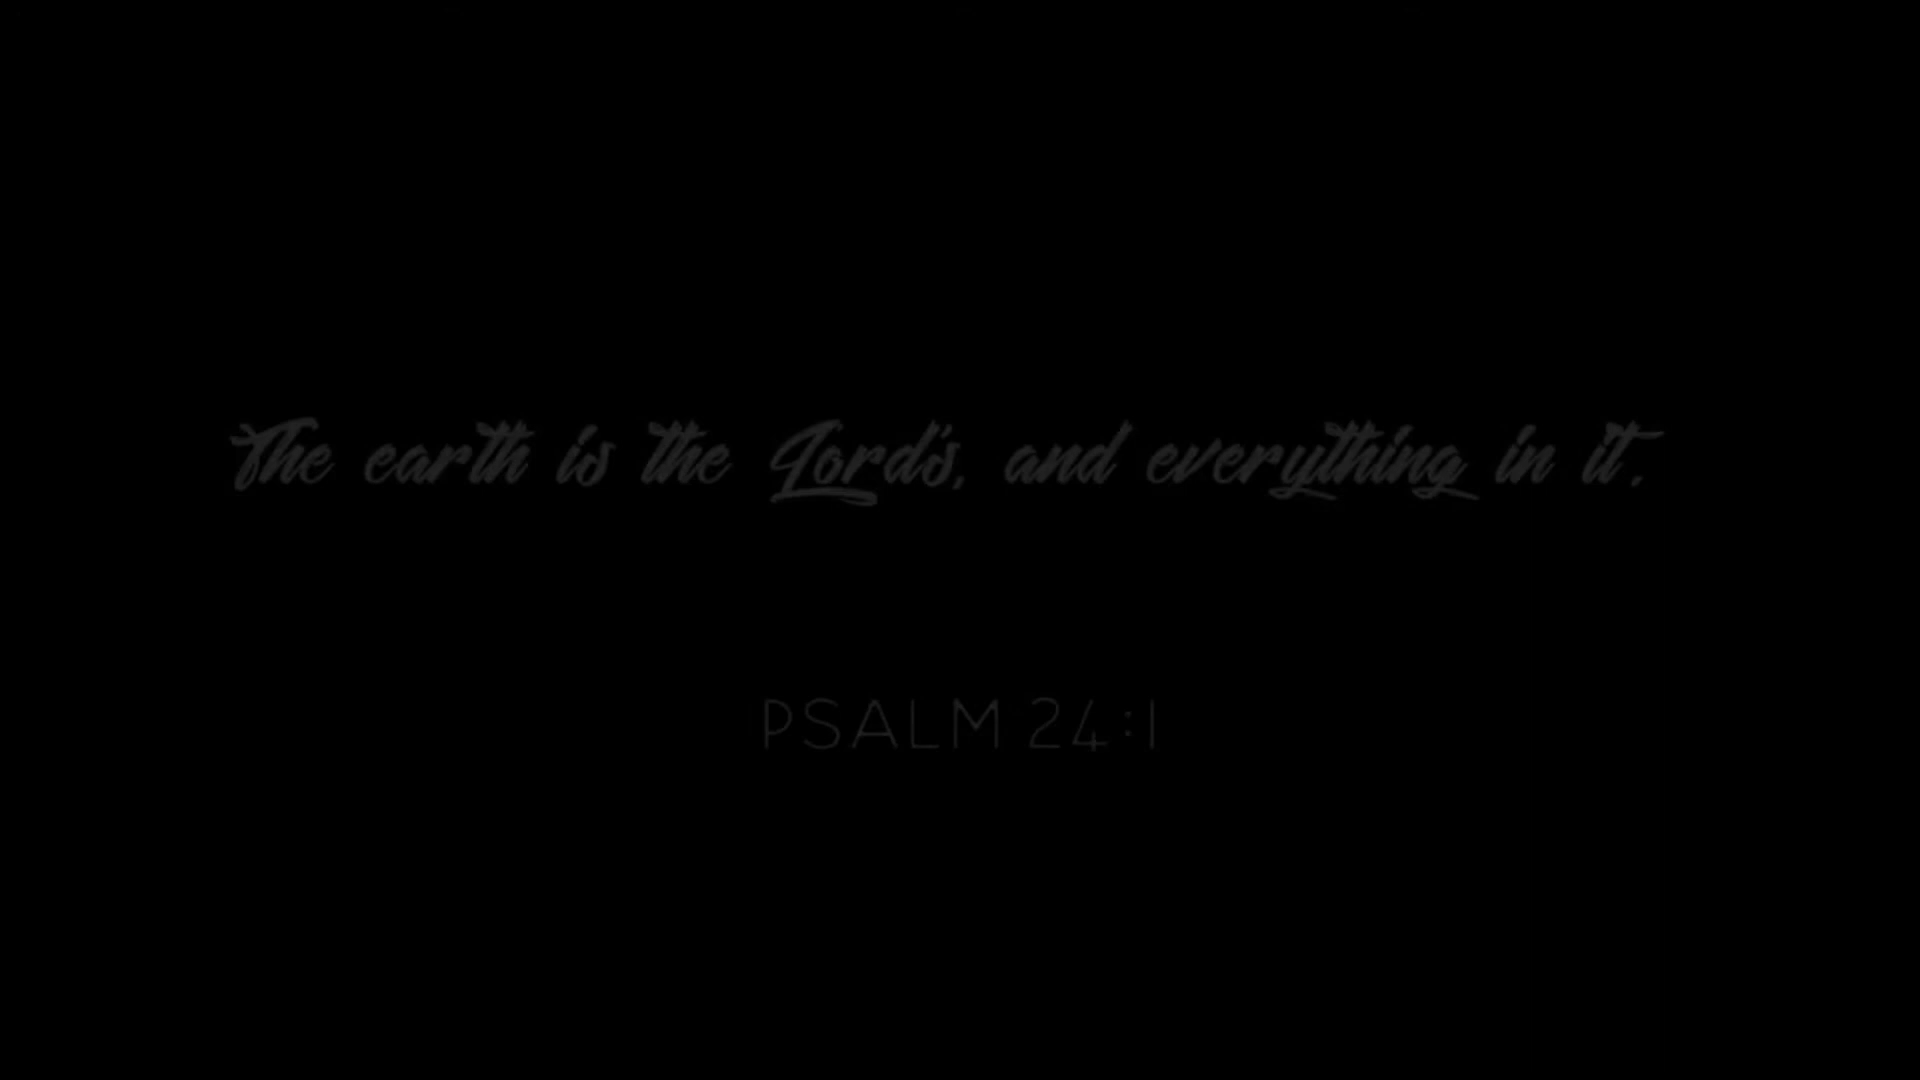 The earth is the Lord's, and everything in it.
PSALM 24:1